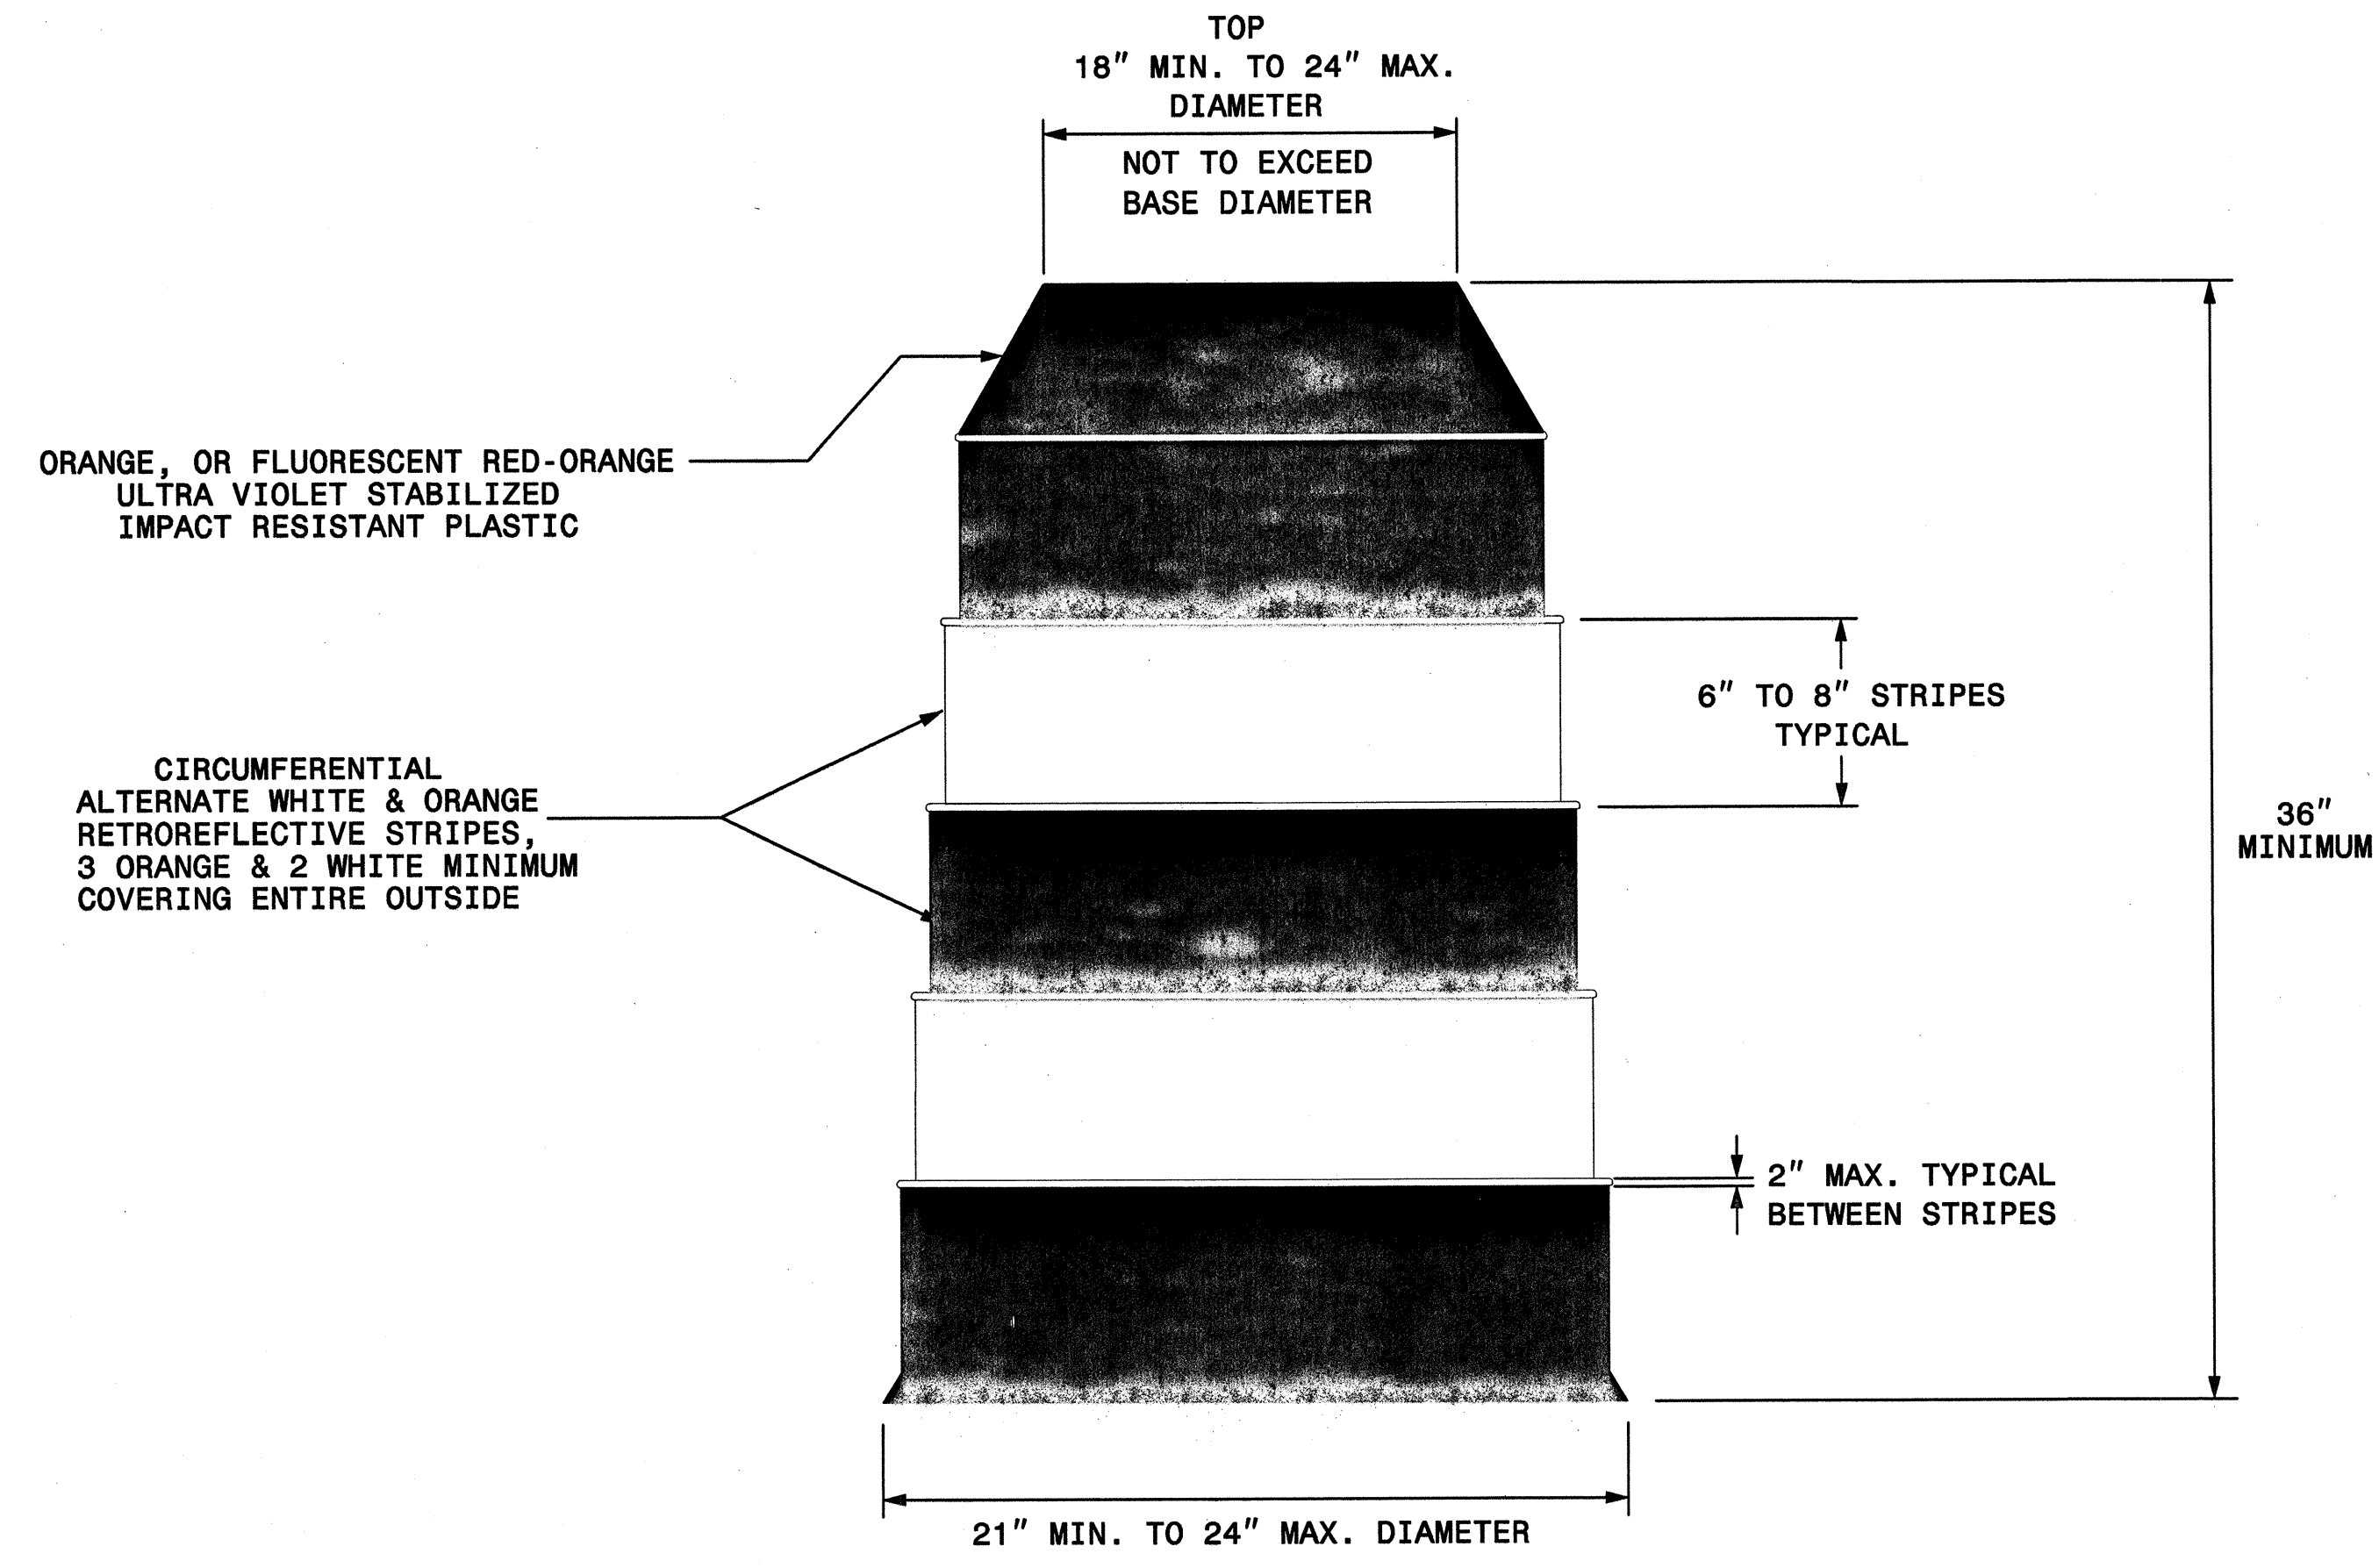 TOP
18" MIN. TO 24" MAX.
DIAMETER
NOT TO EXCEED
BASE DIAMETER
ORANGE, OR FLUORESCENT RED-ORANGE
ULTRA VIOLET STABILIZED
IMPACT RESISTANT PLASTIC
6" TO 8" STRIPES
TYPICAL
CIRCUMFERENTIAL
ALTERNATE WHITE & ORANGE
RETROREFLECTIVE STRIPES,
3 ORANGE & 2 WHITE MINIMUM
COVERING ENTIRE OUTSIDE
36"
MINIMUM
2" MAX. TYPICAL
BETWEEN STRIPES
21" MIN. TO 24" MAX. DIAMETER